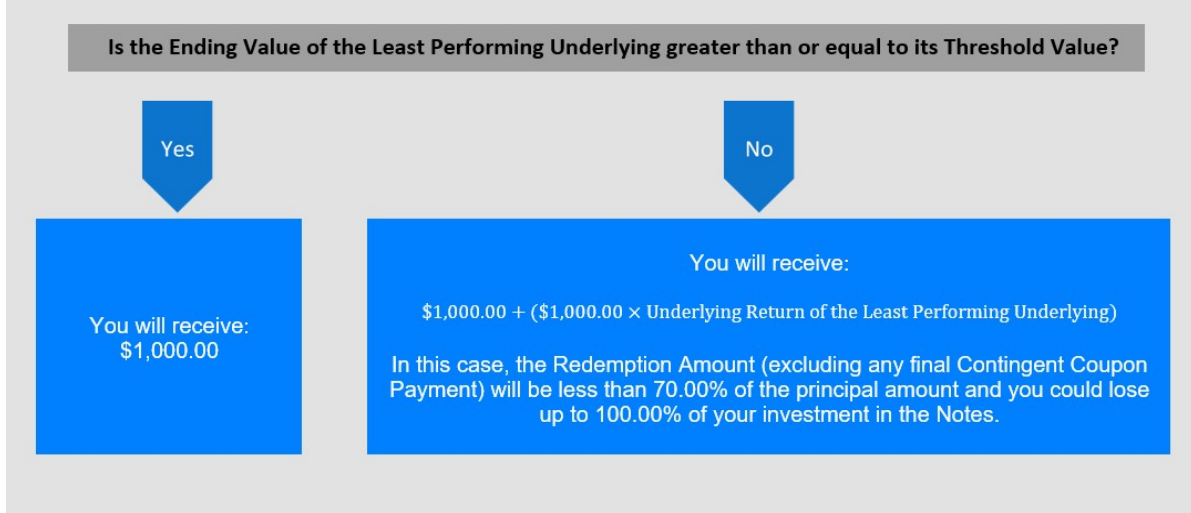 Is the Ending Value of the Least Performing Underlying greater than or equal to its Threshold Value?
Yes
No
You will receive:
$1,000.00
You will receive:
$1,000.00 + ($1,000.00 × Underlying Return of the Least Performing Underlying)
In this case, the Redemption Amount (excluding any final Contingent Coupon
Payment) will be less than 70.00% of the principal amount and you could lose
up to 100.00% of your investment in the Notes.